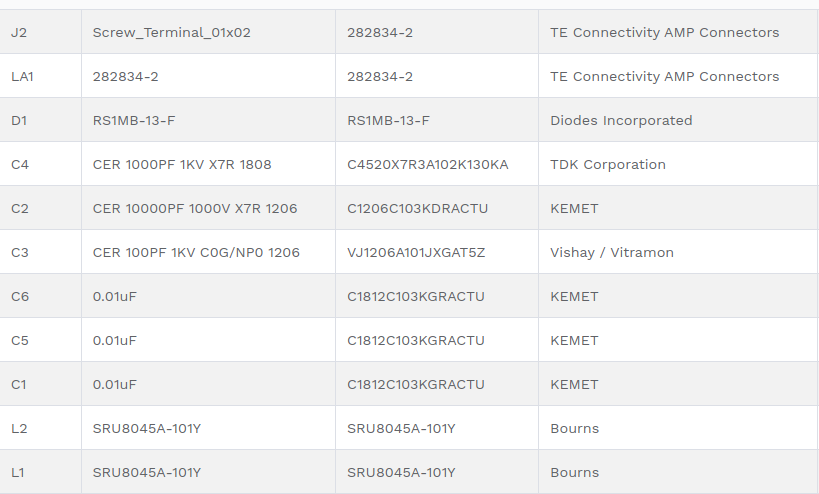 J2 Screw_Terminal_01x02 282834-2 TE Connectivity AMP Connectors
LA1 282834-2 282834-2 TE Connectivity AMP Connectors
D1 RS1MB-13-F RS1MB-13-F Diodes Incorporated
C4 CER 1000PF 1KV X7R 1808 C4520X7R3A102K130KA TDK Corporation
C2 CER 10000PF 1000V X7R 1206 C1206C103KDRACTU KEMET
C3 CER 100PF 1KV C0G/NP0 1206 VJ1206A101JXGAT5Z Vishay / Vitramon
C6 0.01uF C1812C103KGRACTU KEMET
C5 0.01uF C1812C103KGRACTU KEMET
C1 0.01uF C1812C103KGRACTU KEMET
L2 SRU8045A-101Y SRU8045A-101Y Bourns
L1 SRU8045A-101Y SRU8045A-101Y Bourns